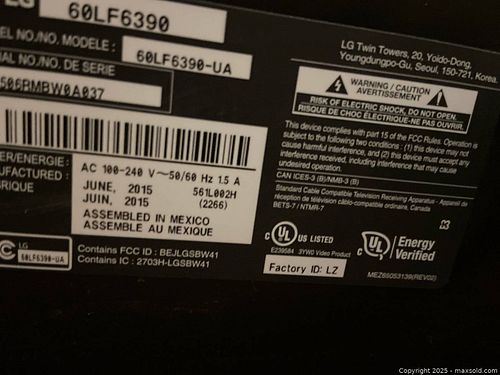 LG 60LF6390
EL NO./NO. MODELE : 60LF6390-UA
AL NO./NO. DE SERIE
506RMBW0A037
ER/ENERGIE: AC 100-240 V~50/60 Hz 1.5 A
UFACTURED : JUNE, 2015 561L002H
RIQUE JUIN, 2015 (2266)
ASSEMBLED IN MEXICO
ASSEMBLE AU MEXIQUE
LG
60LF6390-UA
Contains FCC ID : BEJLGSBW41
Contains IC : 2703H-LGSBW41
LG Twin Towers, 20, Yoido-Dong,
Youngdungpo-Gu, Seoul, 150-721, Korea
WARNING / CAUTION
AVERTISSEMENT
RISK OF ELECTRIC SHOCK, DO NOT OPEN.
RISQUE DE CHOC ÉLECTRIQUE-NE PAS OUVRIR
This device complies with part 15 of the FCC Rules. Operation is
subject to the following two conditions : (1) this device may not
cause harmful interference, and (2) this device must accept any
interference received, including interference that may cause
undesired operation.
CAN ICES-3 (B)/NMB-3 (B)
Standard Cable Compatible Television Receiving Apparatus - Appareil de
réception de télévision câblo-compatible ordinaire, Canada
BETS-7 / NTMR-7
C UL US LISTED
E239584 3YW0 Video Product
C UL Energy
Verified
Factory ID: LZ
MEZ65053139(REV02)
Copyright 2025 - maxsold.com